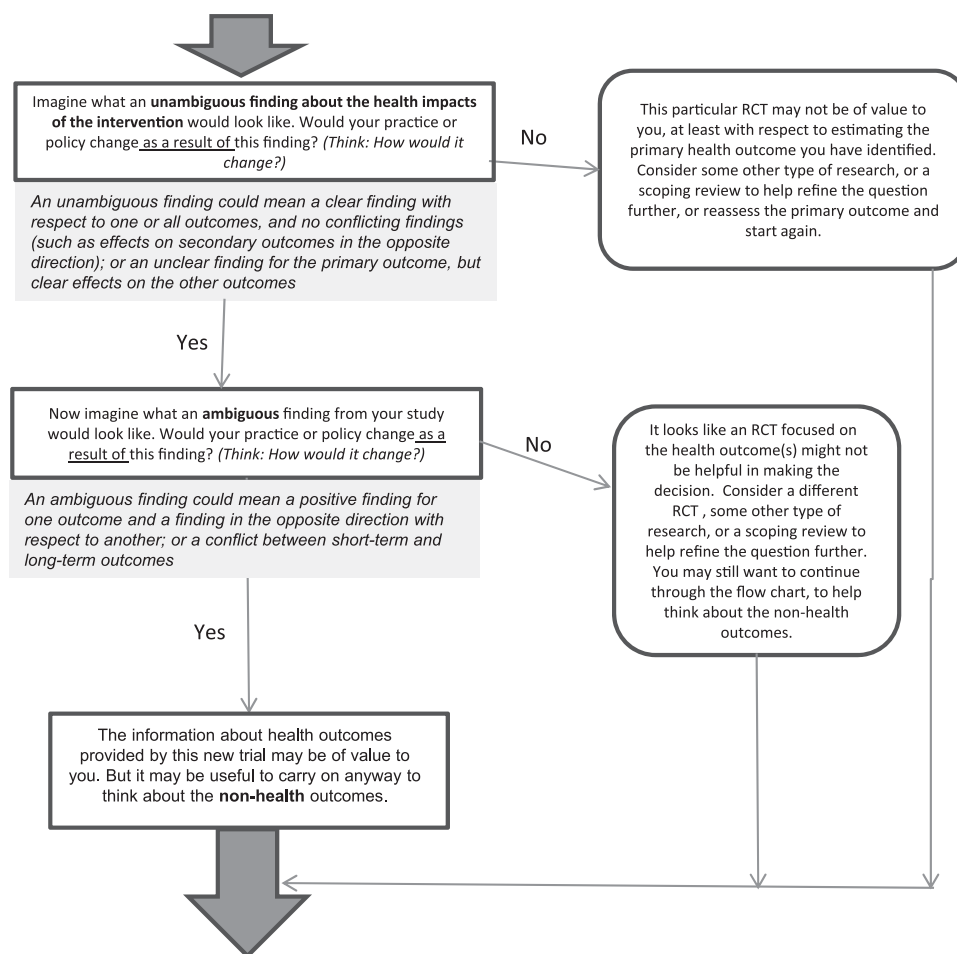 Imagine what an unambiguous finding about the health impacts
of the intervention would look like. Would your practice or
policy change as a result of this finding? (Think: How would it
change?)
No
This particular RCT may not be of value to
you, at least with respect to estimating the
primary health outcome you have identified.
Consider some other type of research, or a
scoping review to help refine the question
further, or reassess the primary outcome and
start again.
An unambiguous finding could mean a clear finding with
respect to one or all outcomes, and no conflicting findings
(such as effects on secondary outcomes in the opposite
direction); or an unclear finding for the primary outcome, but
clear effects on the other outcomes
Yes
Now imagine what an ambiguous finding from your study
would look like. Would your practice or policy change as a
result of this finding? (Think: How would it change?)
No
It looks like an RCT focused on
the health outcome(s) might not
be helpful in making the
decision.  Consider a different
RCT , some other type of
research, or a scoping review to
help refine the question further.
You may still want to continue
through the flow chart, to help
think about the non-health
outcomes.
An ambiguous finding could mean a positive finding for
one outcome and a finding in the opposite direction with
respect to another; or a conflict between short-term and
long-term outcomes
Yes
The information about health outcomes
provided by this new trial may be of value to
you. But it may be useful to carry on anyway to
think about the non-health outcomes.